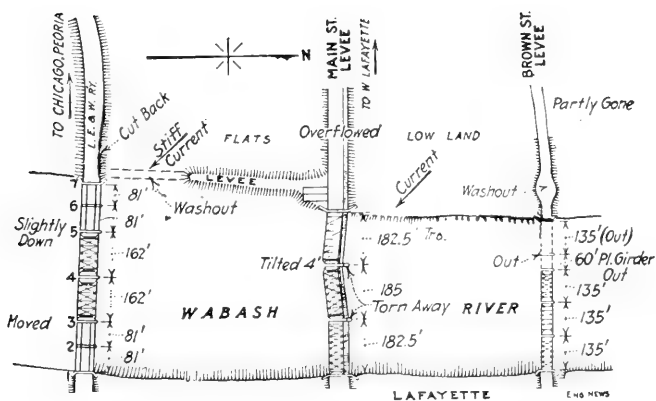 TO CHICAGO, PEORIA
L. E. & W. RY.
Cut Back
N
MAIN ST.
LEVEE
TO W LAFAYETTE
BROWN ST.
LEVEE
Partly Gone
FLATS
Stiff
Current
Overflowed
LOW LAND
LEVEE
Washout
Current
Washout
7
81'
6
Slightly
Down
81'
5
162'
4
162'
Moved
3
81'
2
81'
182.5' Tro.
Tilted 4'
185
Torn Away
182.5'
WABASH
RIVER
135' (Out)
Out
60' Pl. Girder
Out
135'
135'
135'
LAFAYETTE
ENG NEWS